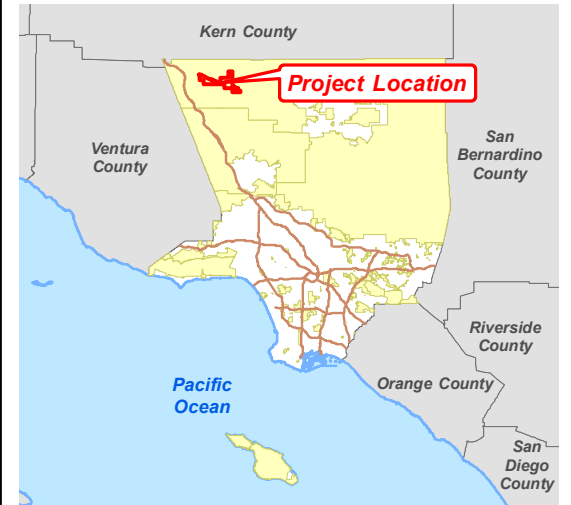 Kern County
Project Location
San
Bernardino
County
Ventura
County
Riverside
County
Pacific
Ocean
Orange County
San
Diego
County